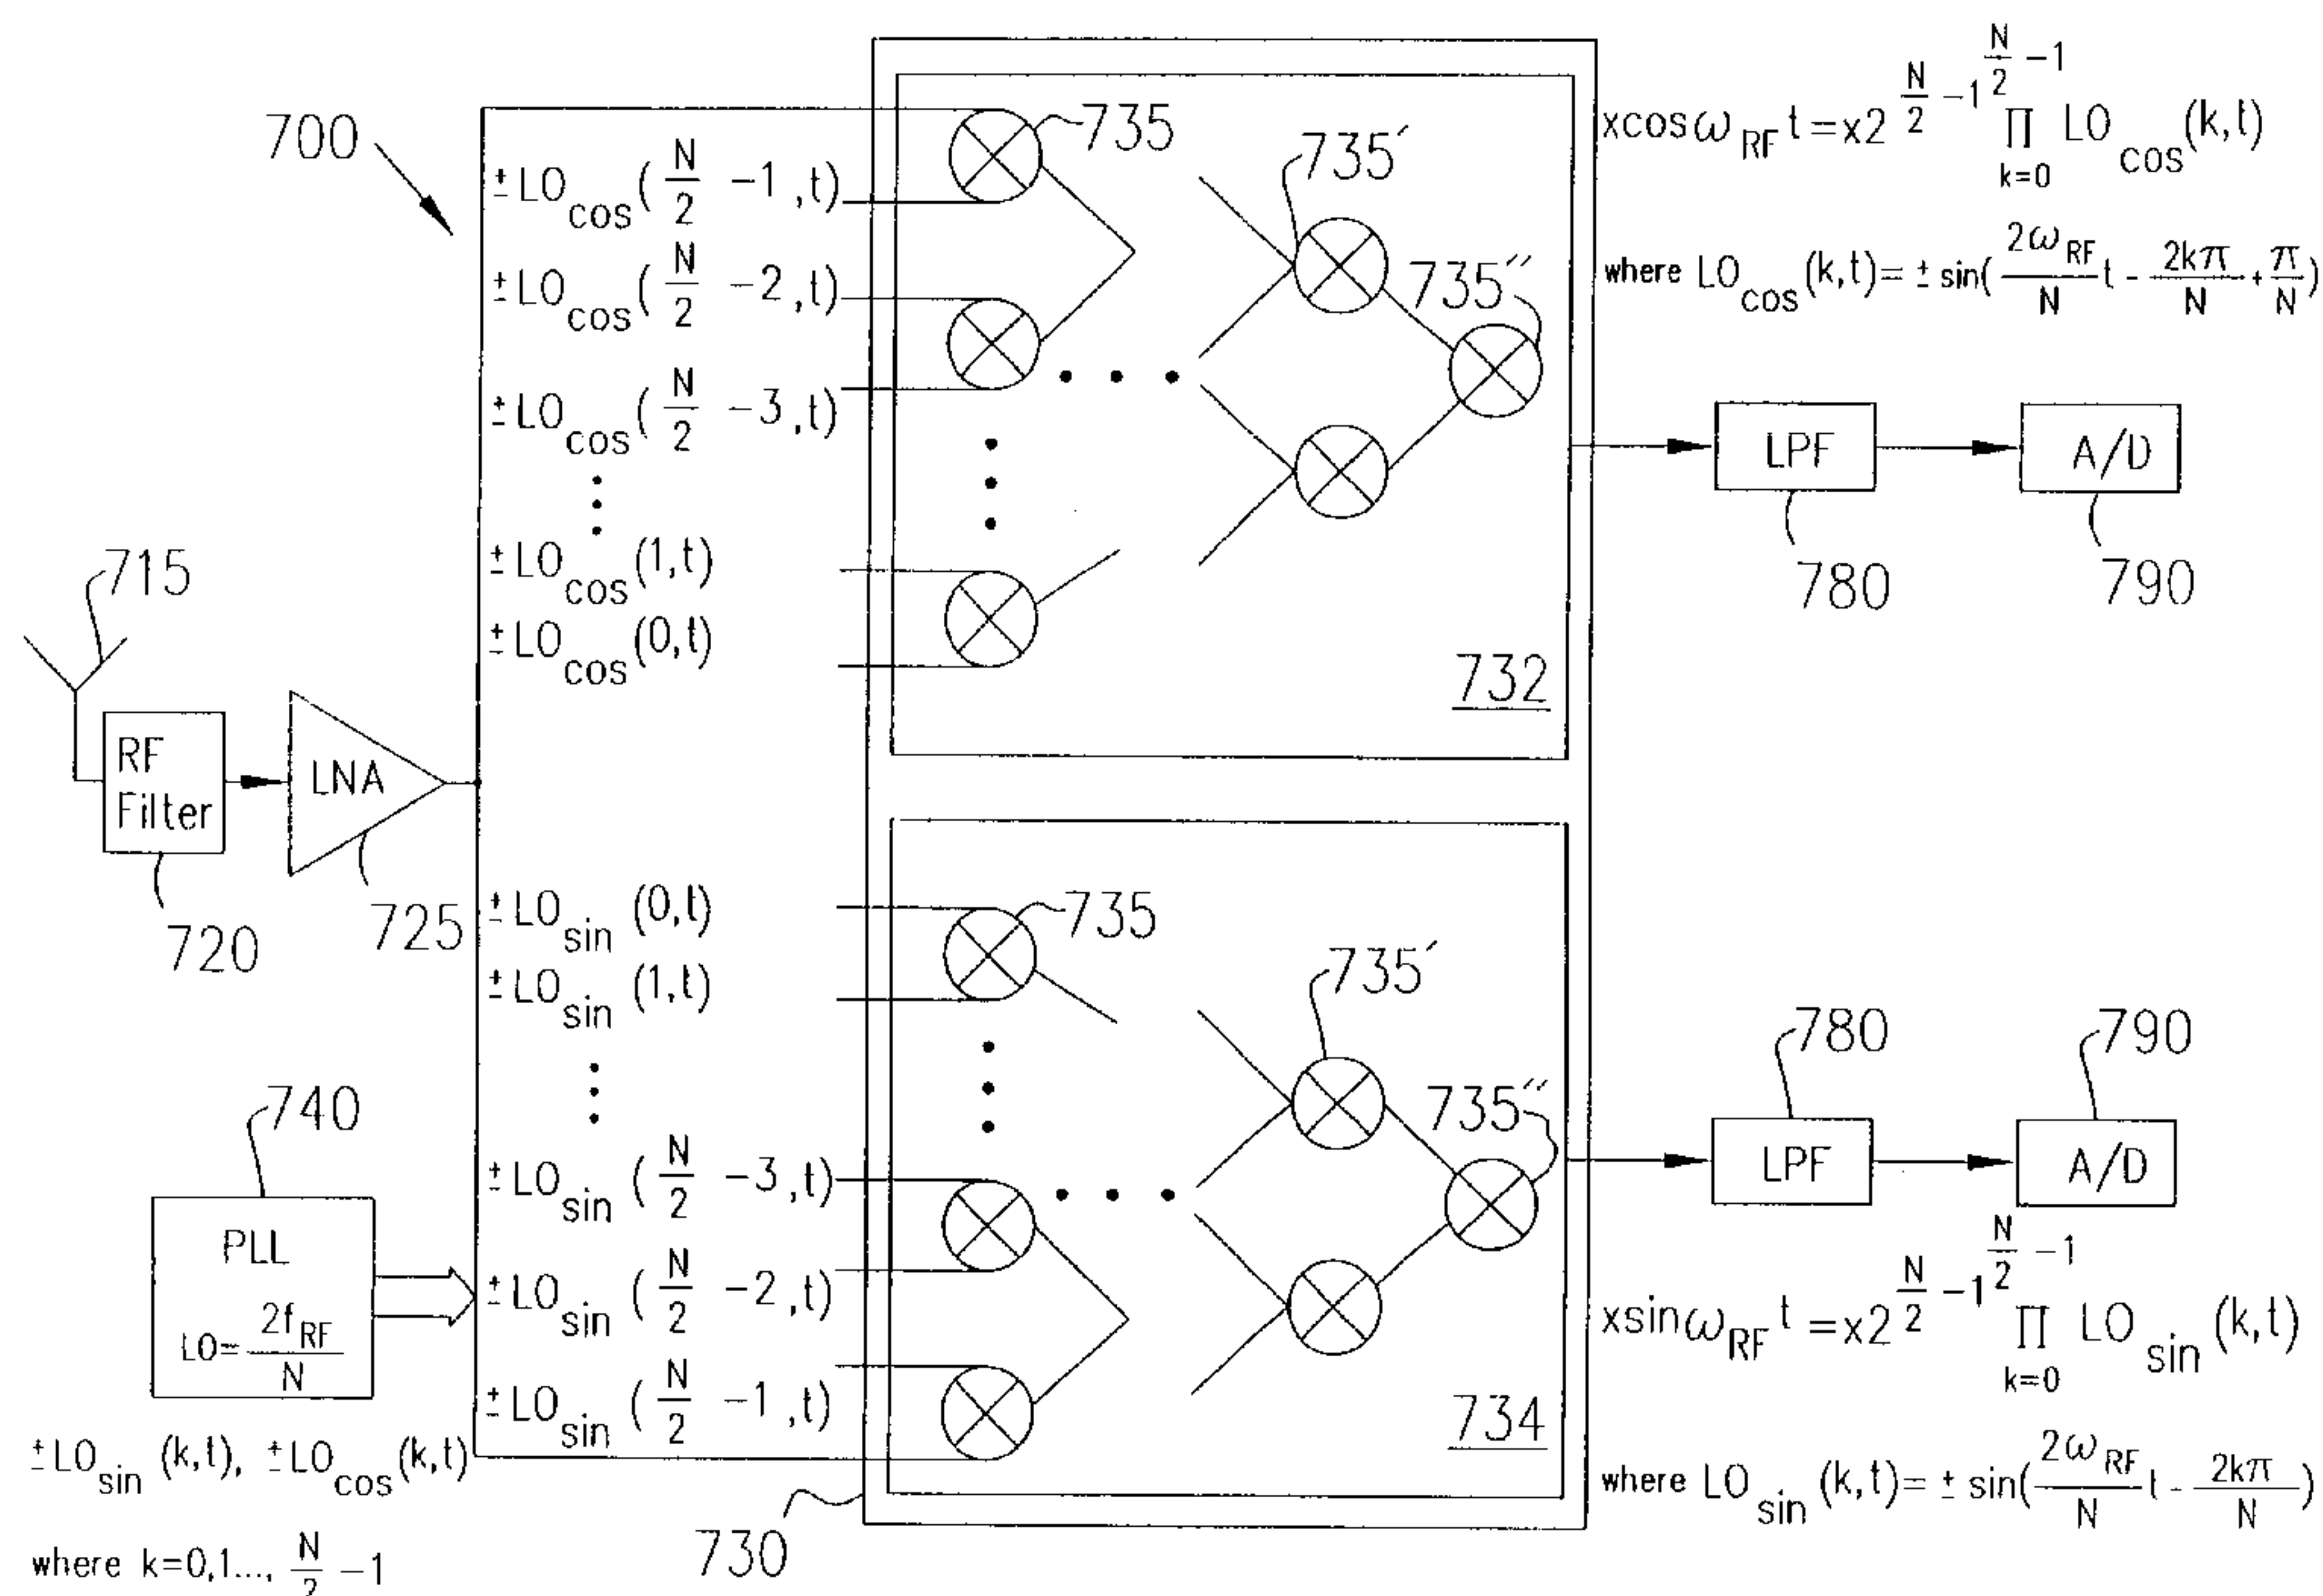 700
±LO_cos(N/2 -1,t)
±LO_cos(N/2 -2,t)
±LO_cos(N/2 -3,t)
±LO_cos(1,t)
±LO_cos(0,t)
735
735′
735″
732
xcosω_RF t=x2^(N/2 -1) ∏_{k=0}^{N/2 -1} LO_cos(k,t)
where LO_cos(k,t)=± sin(2ω_RF/N t - 2kπ/N + π/N)
LPF
A/D
780
790
715
RF
Filter
LNA
720
725
±LO_sin (0,t)
±LO_sin (1,t)
±LO_sin (N/2 -3,t)
±LO_sin (N/2 -2,t)
±LO_sin (N/2 -1,t)
735
735′
735″
734
730
780
790
LPF
A/D
xsinω_RF t=x2^(N/2 -1) ∏_{k=0}^{N/2 -1} LO_sin (k,t)
where LO_sin (k,t)= ± sin(2ω_RF/N t - 2kπ/N)
740
PLL
LO= 2f_RF/N
±LO_sin (k,t), ±LO_cos(k,t)
where k=0,1..., N/2 -1